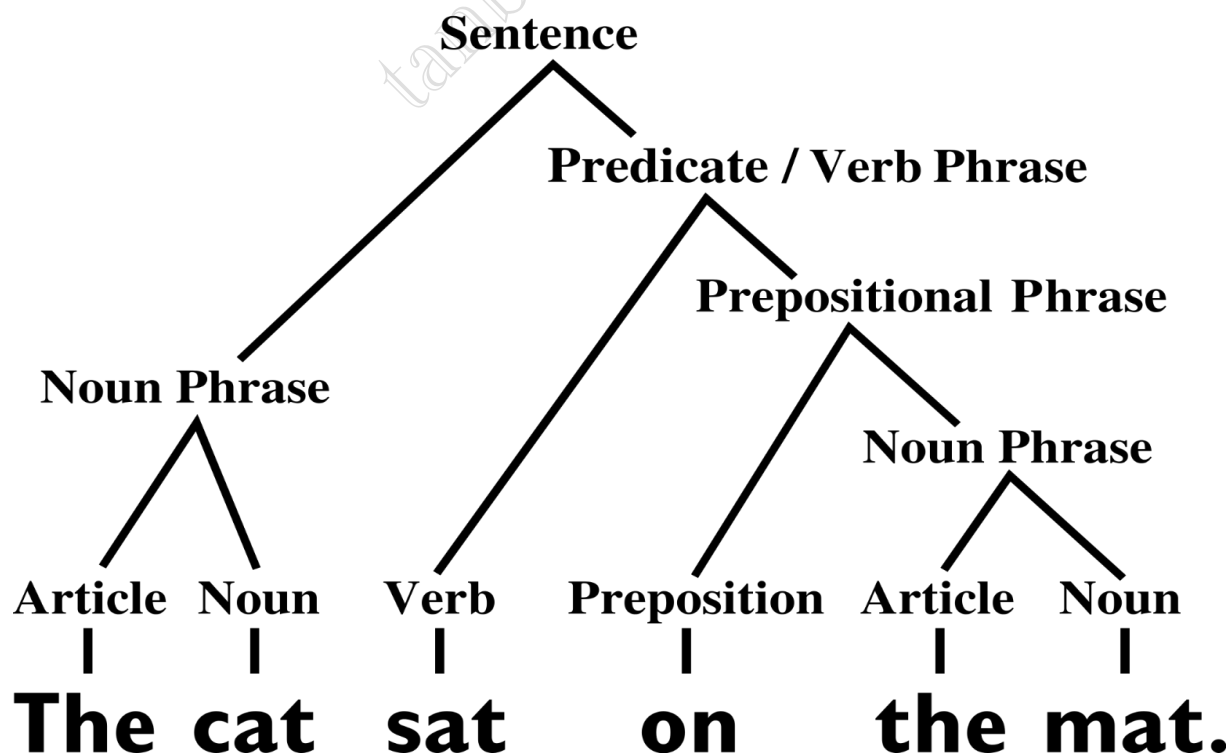 Sentence
Predicate / Verb Phrase
Prepositional Phrase
Noun Phrase
Noun Phrase
Article Noun Verb Preposition Article Noun
The cat sat on the mat.